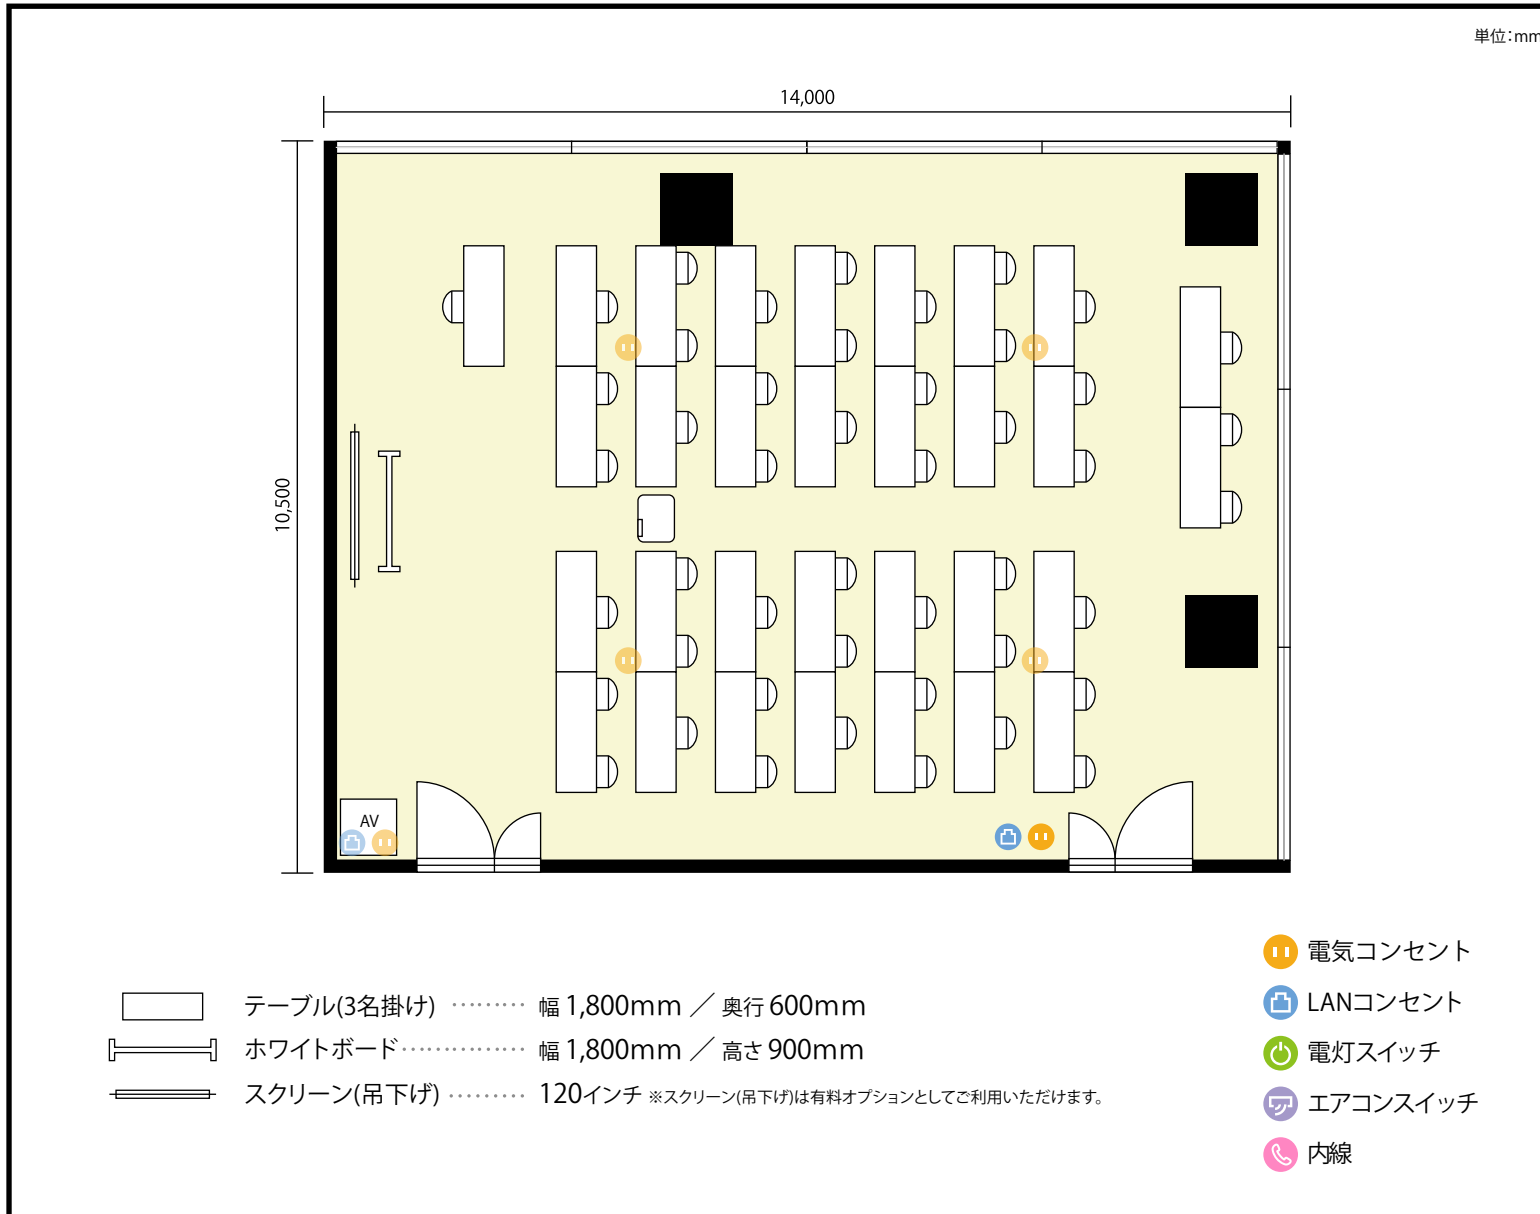 単位：mm
14,000
10,500
AV
電気コンセント
LANコンセント
電灯スイッチ
エアコンスイッチ
内線
テーブル(3名掛け) ········· 幅 1,800mm ／ 奥行 600mm
ホワイトボード··············· 幅 1,800mm ／ 高さ 900mm
スクリーン(吊下げ) ········· 120インチ ※スクリーン(吊下げ)は有料オプションとしてご利用いただけます。